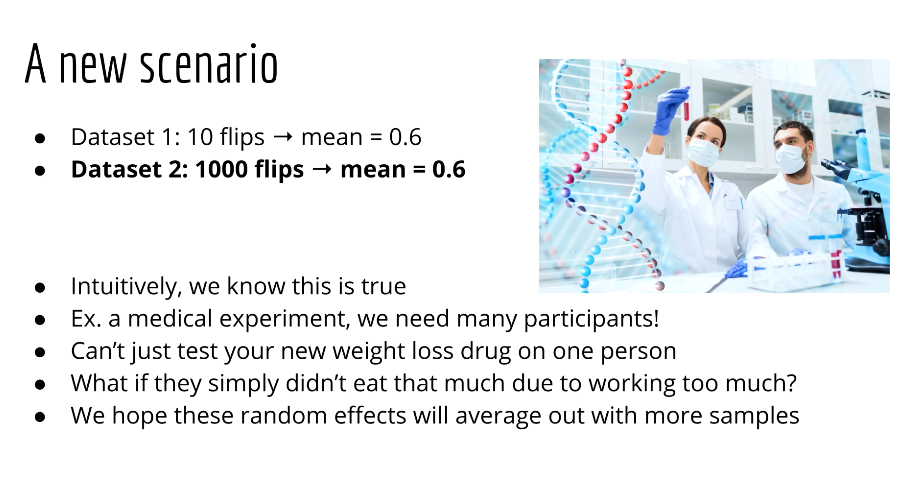 A new scenario
● Dataset 1: 10 flips → mean = 0.6
● Dataset 2: 1000 flips → mean = 0.6
● Intuitively, we know this is true
● Ex. a medical experiment, we need many participants!
● Can’t just test your new weight loss drug on one person
● What if they simply didn’t eat that much due to working too much?
● We hope these random effects will average out with more samples